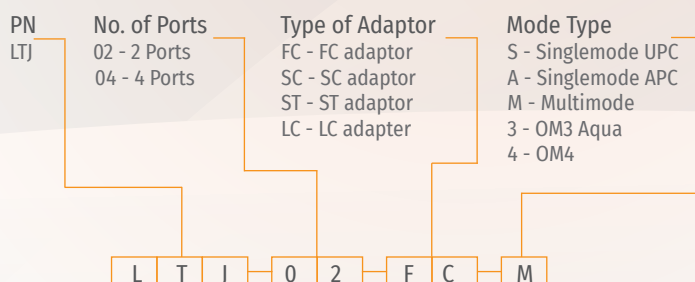 PN
LTJ
No. of Ports
02 - 2 Ports
04 - 4 Ports
Type of Adaptor
FC - FC adaptor
SC - SC adaptor
ST - ST adaptor
LC - LC adapter
Mode Type
S - Singlemode UPC
A - Singlemode APC
M - Multimode
3 - OM3 Aqua
4 - OM4
L T J 0 2 F C M